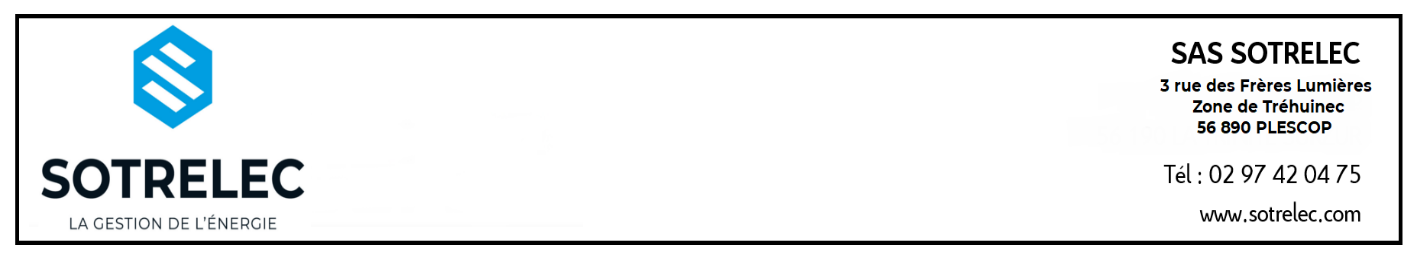 SOTRELEC
LA GESTION DE L'ÉNERGIE
SAS SOTRELEC
3 rue des Frères Lumières
Zone de Tréhuinec
56 890 PLESCOP
Tél : 02 97 42 04 75
www.sotrelec.com